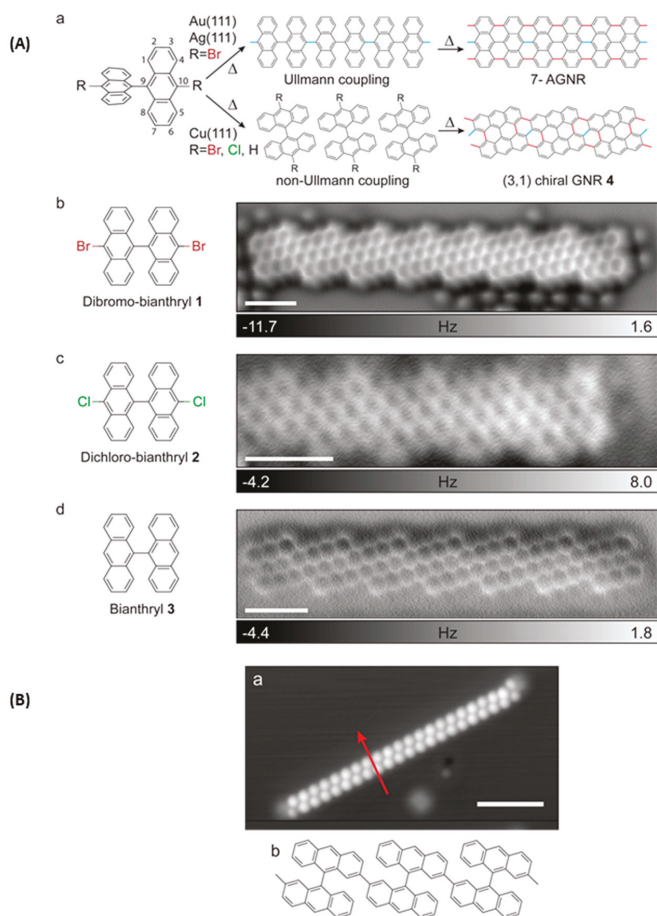 (A)
a
Au(111)
Ag(111)
R=Br
Δ
2 3
1 4
R 9 10 R
8 5
7 6
Ullmann coupling
Δ
7- AGNR
Δ
Cu(111)
R=Br, Cl, H
R R R
R R R
non-Ullmann coupling
Δ
(3,1) chiral GNR 4
b
Br Br
Dibromo-bianthryl 1
-11.7 Hz 1.6
c
Cl Cl
Dichloro-bianthryl 2
-4.2 Hz 8.0
d
Bianthryl 3
-4.4 Hz 1.8
(B)
a
b